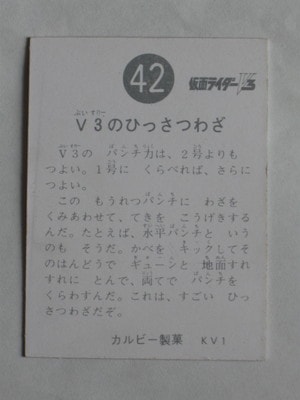 42
仮面ライダーV3
ぶい すりー
V3のひっさつわざ
V3の パンチ力は、2号よりも
つよい。1号に くらべれば、さらに
つよい。
この もうれつパンチに わざを
くみあわせて、てきを こうげきする
んだ。たとえば、水平パンチと いう
のも そうだ。かべを キックしてそ
のはんどうで ギューンと 地面すれ
すれに とんで、両てで パンチを
くらわすんだ。これは、すごい ひっ
さつわざだぞ。
カルビー製菓 KV1